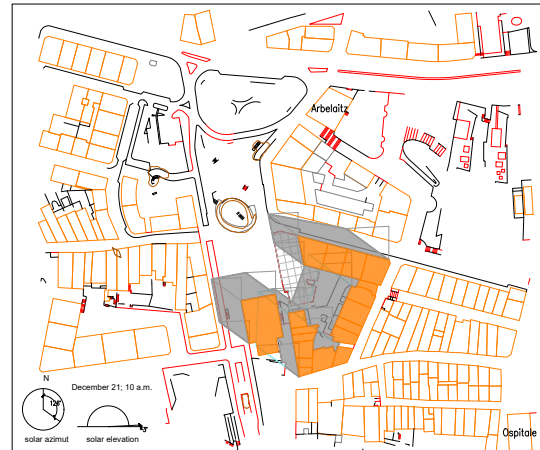 Arbelaitz
N
December 21; 10 a.m.
solar azimut
solar elevation
Ospitale